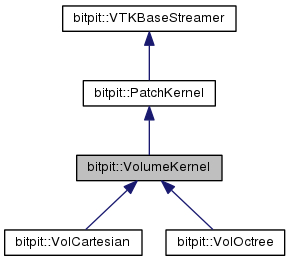 bitpit::VTKBaseStreamer
bitpit::PatchKernel
bitpit::VolumeKernel
bitpit::VolCartesian
bitpit::VolOctree